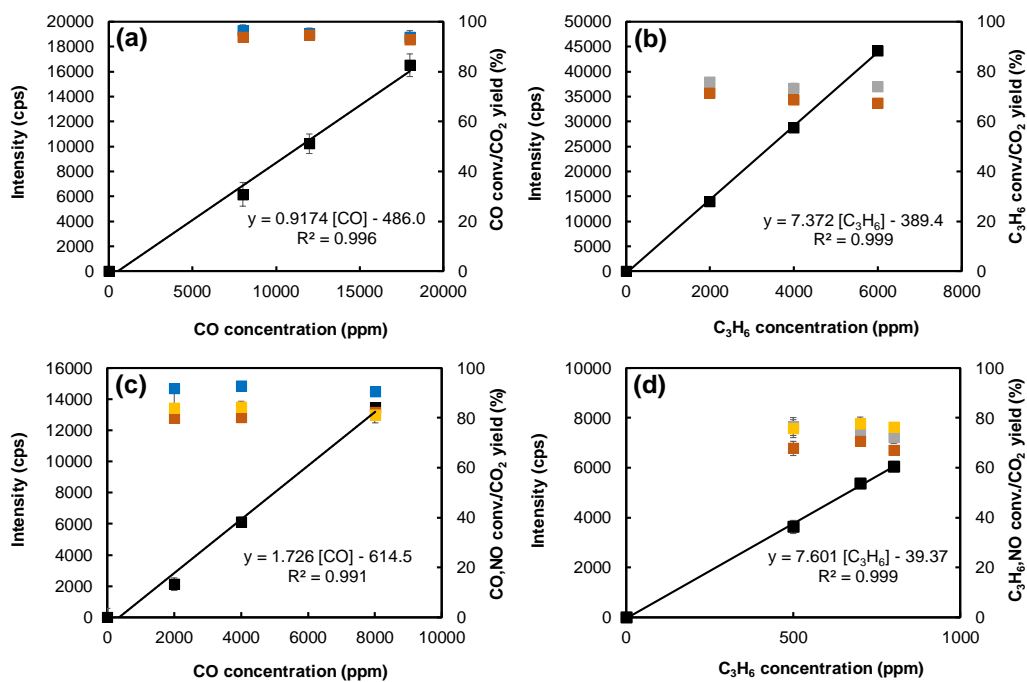 (a)
Intensity (cps)
20000
18000
16000
14000
12000
10000
8000
6000
4000
2000
0
100
80
60
40
20
0
CO conv./CO₂ yield (%)
y = 0.9174 [CO] - 486.0
R² = 0.996
0 5000 10000 15000 20000
CO concentration (ppm)
(b)
Intensity (cps)
50000
45000
40000
35000
30000
25000
20000
15000
10000
5000
0
100
80
60
40
20
0
C₃H₆ conv./CO₂ yield (%)
y = 7.372 [C₃H₆] - 389.4
R² = 0.999
0 2000 4000 6000 8000
C₃H₆ concentration (ppm)
(c)
Intensity (cps)
16000
14000
12000
10000
8000
6000
4000
2000
0
100
80
60
40
20
0
CO,NO conv./CO₂ yield (%)
y = 1.726 [CO] - 614.5
R² = 0.991
0 2000 4000 6000 8000 10000
CO concentration (ppm)
(d)
Intensity (cps)
10000
8000
6000
4000
2000
0
100
80
60
40
20
0
C₃H₆,NO conv./CO₂ yield (%)
y = 7.601 [C₃H₆] - 39.37
R² = 0.999
0 500 1000
C₃H₆ concentration (ppm)